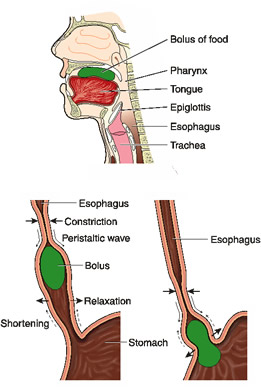 Bolus of food
Pharynx
Tongue
Epiglottis
Esophagus
Trachea
Esophagus
Constriction
Peristaltic wave
Bolus
Relaxation
Shortening
Stomach
Esophagus